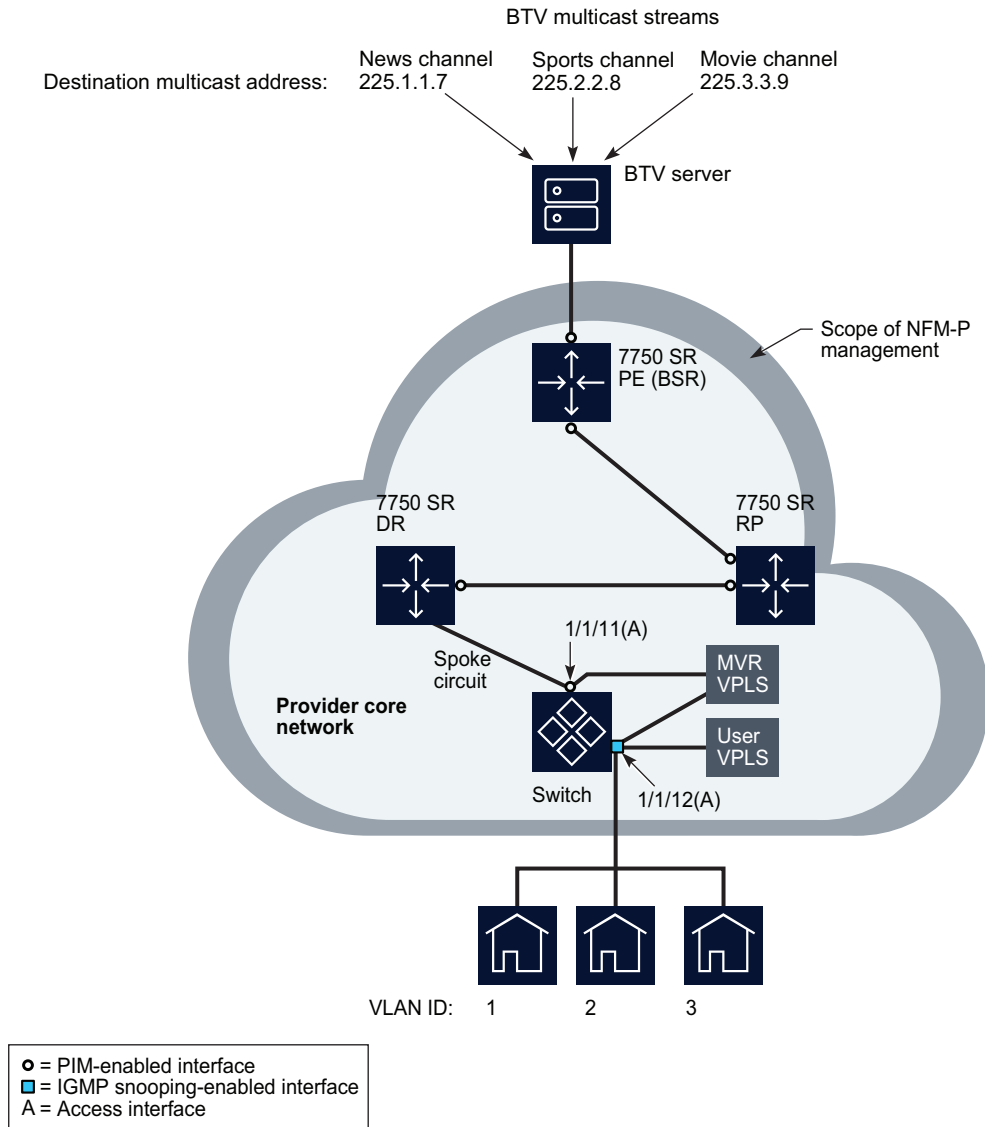 BTV multicast streams
News channel
225.1.1.7
Sports channel
225.2.2.8
Movie channel
225.3.3.9
Destination multicast address:
BTV server
Scope of NFM-P
management
7750 SR
PE (BSR)
7750 SR
DR
7750 SR
RP
1/1/11(A)
Spoke
circuit
MVR
VPLS
Provider core
network
User
VPLS
Switch
1/1/12(A)
VLAN ID: 1 2 3
= PIM-enabled interface
= IGMP snooping-enabled interface
A = Access interface